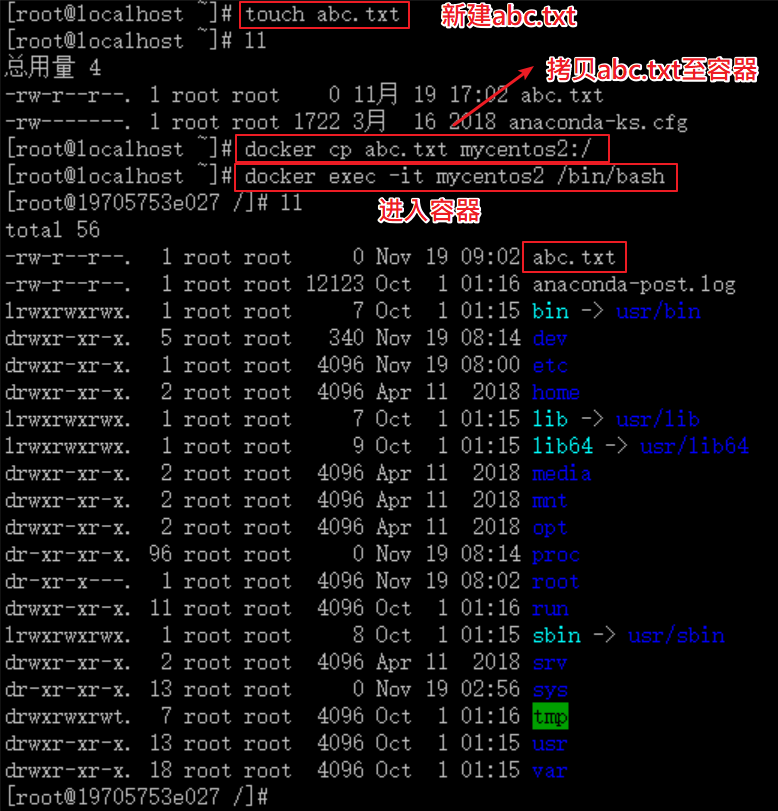 [root@localhost ~]# touch abc.txt 新建abc.txt
[root@localhost ~]# ll
总用量 4
拷贝abc.txt至容器
-rw-r--r--. 1 root root 0 11月 19 17:02 abc.txt
-rw-------. 1 root root 1722 3月 16 2018 anaconda-ks.cfg
[root@localhost ~]# docker cp abc.txt mycentos2:/
[root@localhost ~]# docker exec -it mycentos2 /bin/bash
[root@19705753e027 /]# ll
进入容器
total 56
-rw-r--r--. 1 root root 0 Nov 19 09:02 abc.txt
-rw-r--r--. 1 root root 12123 Oct 1 01:16 anaconda-post.log
lrwxrwxrwx. 1 root root 7 Oct 1 01:15 bin -> usr/bin
drwxr-xr-x. 5 root root 340 Nov 19 08:14 dev
drwxr-xr-x. 1 root root 4096 Nov 19 08:00 etc
drwxr-xr-x. 2 root root 4096 Apr 11 2018 home
lrwxrwxrwx. 1 root root 7 Oct 1 01:15 lib -> usr/lib
lrwxrwxrwx. 1 root root 9 Oct 1 01:15 lib64 -> usr/lib64
drwxr-xr-x. 2 root root 4096 Apr 11 2018 media
drwxr-xr-x. 2 root root 4096 Apr 11 2018 mnt
drwxr-xr-x. 2 root root 4096 Apr 11 2018 opt
dr-xr-xr-x. 96 root root 0 Nov 19 08:14 proc
dr-xr-x---. 1 root root 4096 Nov 19 08:02 root
drwxr-xr-x. 11 root root 4096 Oct 1 01:16 run
lrwxrwxrwx. 1 root root 8 Oct 1 01:15 sbin -> usr/sbin
drwxr-xr-x. 2 root root 4096 Apr 11 2018 srv
dr-xr-xr-x. 13 root root 0 Nov 19 02:56 sys
drwxrwxrwt. 7 root root 4096 Oct 1 01:16 tmp
drwxr-xr-x. 13 root root 4096 Oct 1 01:15 usr
drwxr-xr-x. 18 root root 4096 Oct 1 01:15 var
[root@19705753e027 /]#